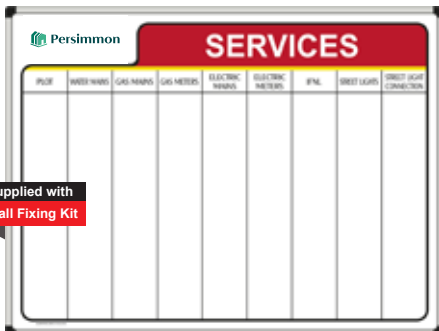 Persimmon
SERVICES
PLOT
WATER MAINS
GAS MAINS
GAS METERS
ELECTRIC
MAINS
ELECTRIC
METERS
IFNL
STREET LIGHTS
STREET LIGHT
CONNECTION
upplied with
all Fixing Kit